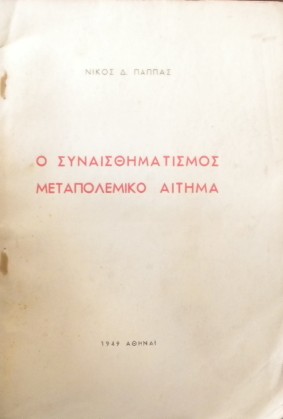 ΝΙΚΟΣ Δ. ΠΑΠΠΑΣ
Ο ΣΥΝΑΙΣΘΗΜΑΤΙΣΜΟΣ
ΜΕΤΑΠΟΛΕΜΙΚΟ ΑΙΤΗΜΑ
1949 ΑΘΗΝΑΙ